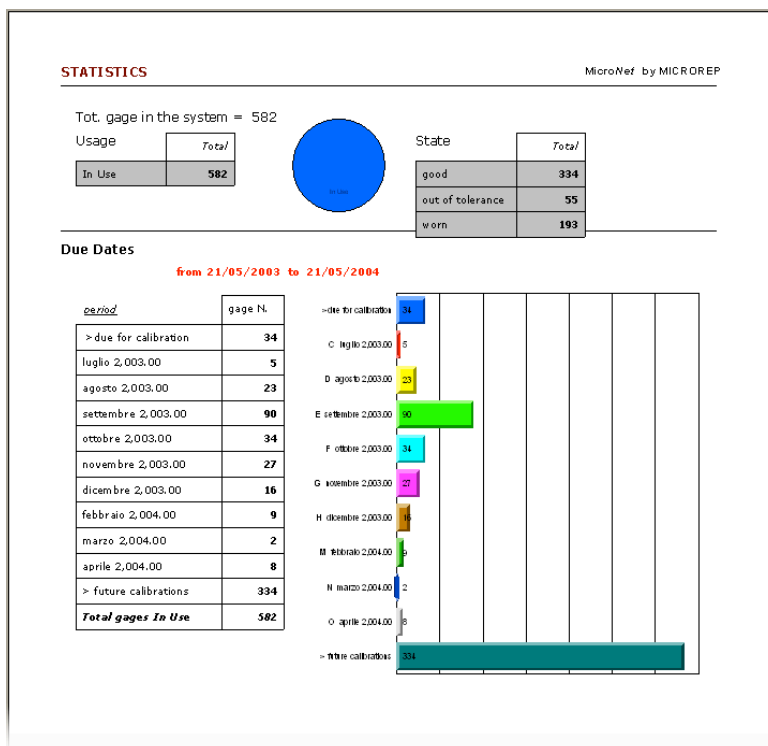 STATISTICS
MicroNet by MICROREP
Tot. gage in the system = 582
Usage Total
In Use 582
In Use
State Total
good 334
out of tolerance 55
worn 193
Due Dates
from 21/05/2003 to 21/05/2004
period gage N.
> due for calibration 34
luglio 2,003.00 5
agosto 2,003.00 23
settembre 2,003.00 90
ottobre 2,003.00 34
novembre 2,003.00 27
dicembre 2,003.00 16
febbraio 2,004.00 9
marzo 2,004.00 2
aprile 2,004.00 8
> future calibrations 334
Total gages In Use 582
>due for calibration 34
C luglio 2,003.00 5
D agosto 2,003.00 23
E settembre 2,003.00 90
F ottobre 2,003.00 34
G novembre 2,003.00 27
H dicembre 2,003.00 16
M febbraio 2,004.00 9
N marzo 2,004.00 2
O aprile 2,004.00 8
> future calibrations 334